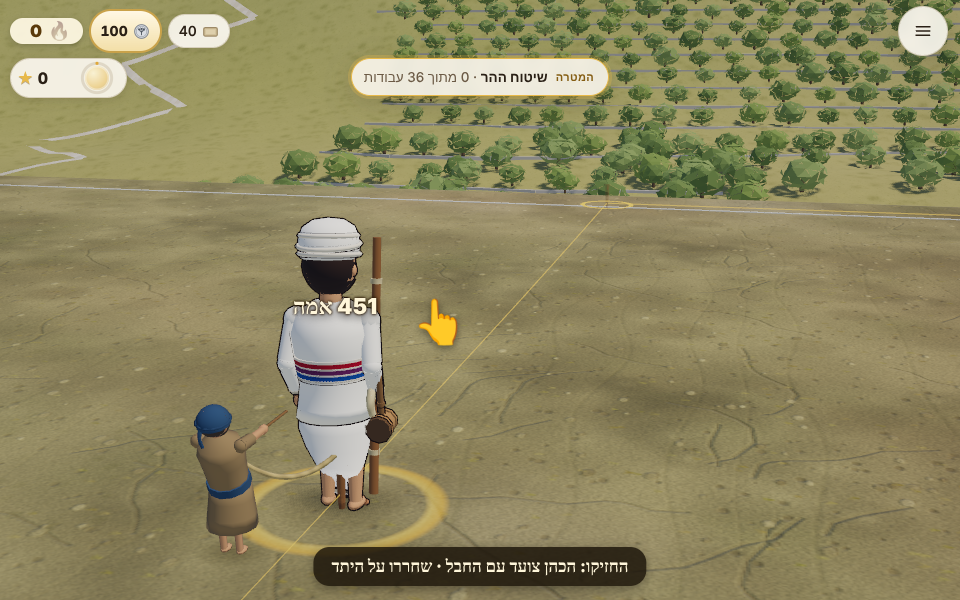 0
100
40
0
המטרה שיטוח ההר · 0 מתוך 36 עבודות
451 אמה
החזיקו: הכהן צועד עם החבל · שחררו על היתד